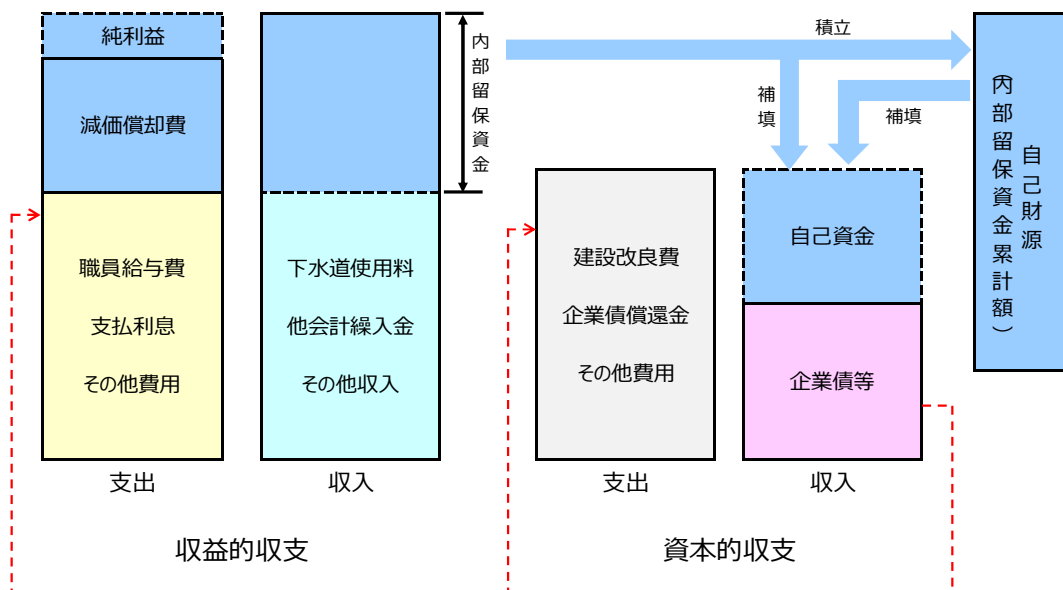 純利益
減価償却費
職員給与費
支払利息
その他費用
支出
下水道使用料
他会計繰入金
その他収入
収入
内部留保資金
収益的収支
積立
補填
補填
建設改良費
企業債償還金
その他費用
支出
自己資金
企業債等
収入
資本的収支
自己財源
（内部留保資金累計額）